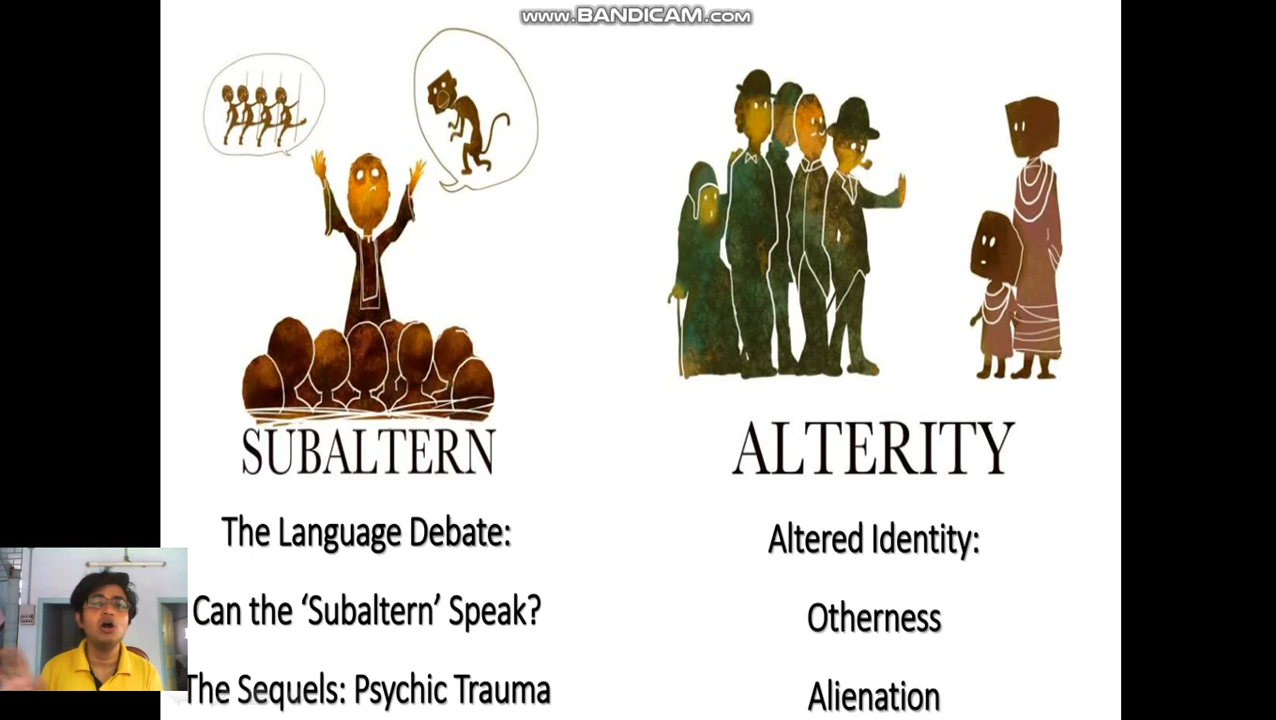 www.BANDICAM.com
SUBALTERN
The Language Debate:
Can the ‘Subaltern’ Speak?
The Sequels: Psychic Trauma
ALTERITY
Altered Identity:
Otherness
Alienation